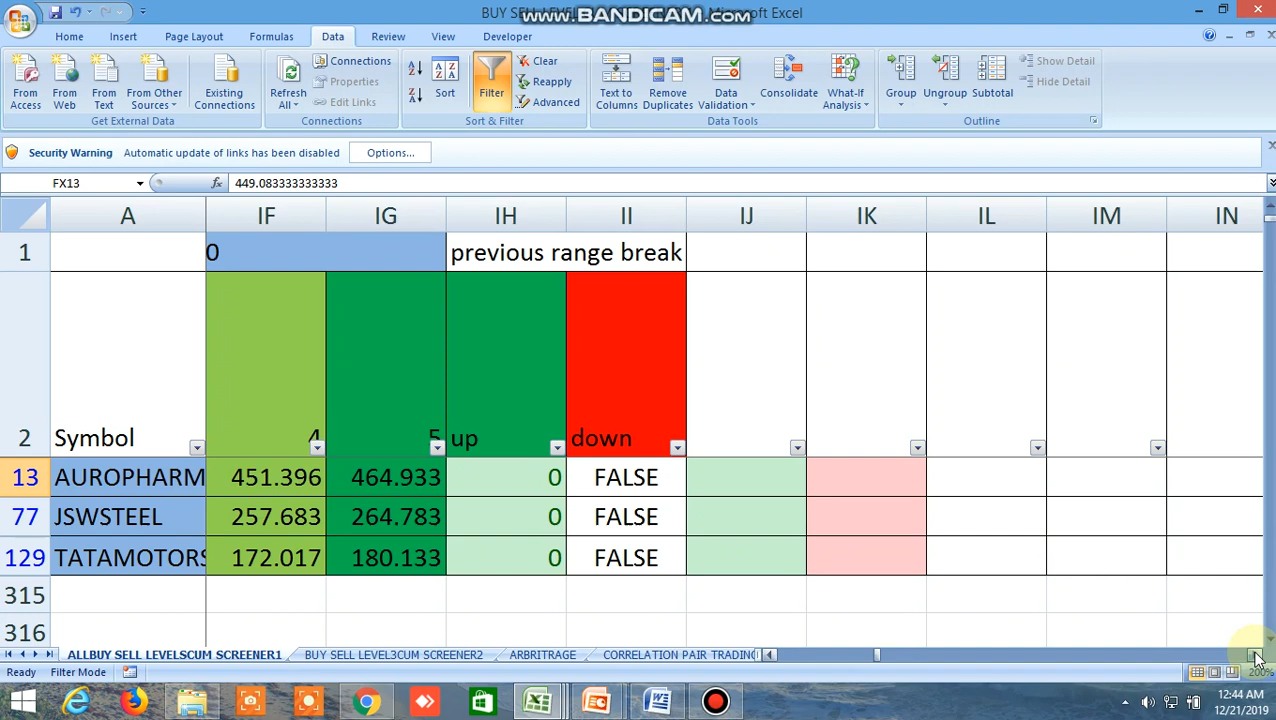 BUY SELL LEVEL
www.BANDICAM.com
Microsoft Excel
Home Insert Page Layout Formulas Data Review View Developer
From Access
From Web
From Text
From Other Sources
Existing Connections
Get External Data
Refresh All
Connections
Properties
Edit Links
Connections
Sort
Filter
Clear
Reapply
Advanced
Sort & Filter
Text to Columns
Remove Duplicates
Data Validation
Consolidate
What-If Analysis
Data Tools
Group
Ungroup
Subtotal
Show Detail
Hide Detail
Outline
Security Warning Automatic update of links has been disabled Options...
FX13 fx 449.083333333333
A IF IG IH II IJ IK IL IM IN
1 0 previous range break
2 Symbol 4 5 up down
13 AUROPHARM 451.396 464.933 0 FALSE
77 JSWSTEEL 257.683 264.783 0 FALSE
129 TATAMOTORS 172.017 180.133 0 FALSE
315
316
ALLBUY SELL LEVELSCUM SCREENER1 BUY SELL LEVEL3CUM SCREENER2 ARBITRAGE CORRELATION PAIR TRADING
Ready Filter Mode 200%
12:44 AM
12/21/2019